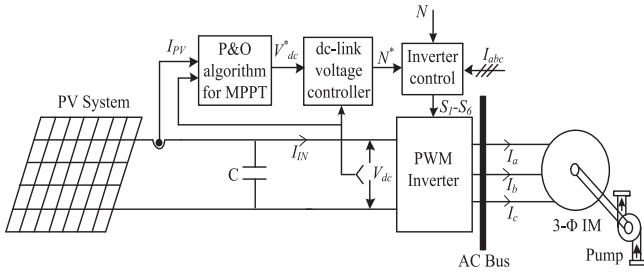 N
I_PV
P&O
algorithm
for MPPT
V*_dc
dc-link
voltage
controller
N*
Inverter
control
I_abc
PV System
S_1-S_6
I_IN
C
V_dc
PWM
Inverter
I_a
I_b
I_c
3-Φ IM
AC Bus
Pump